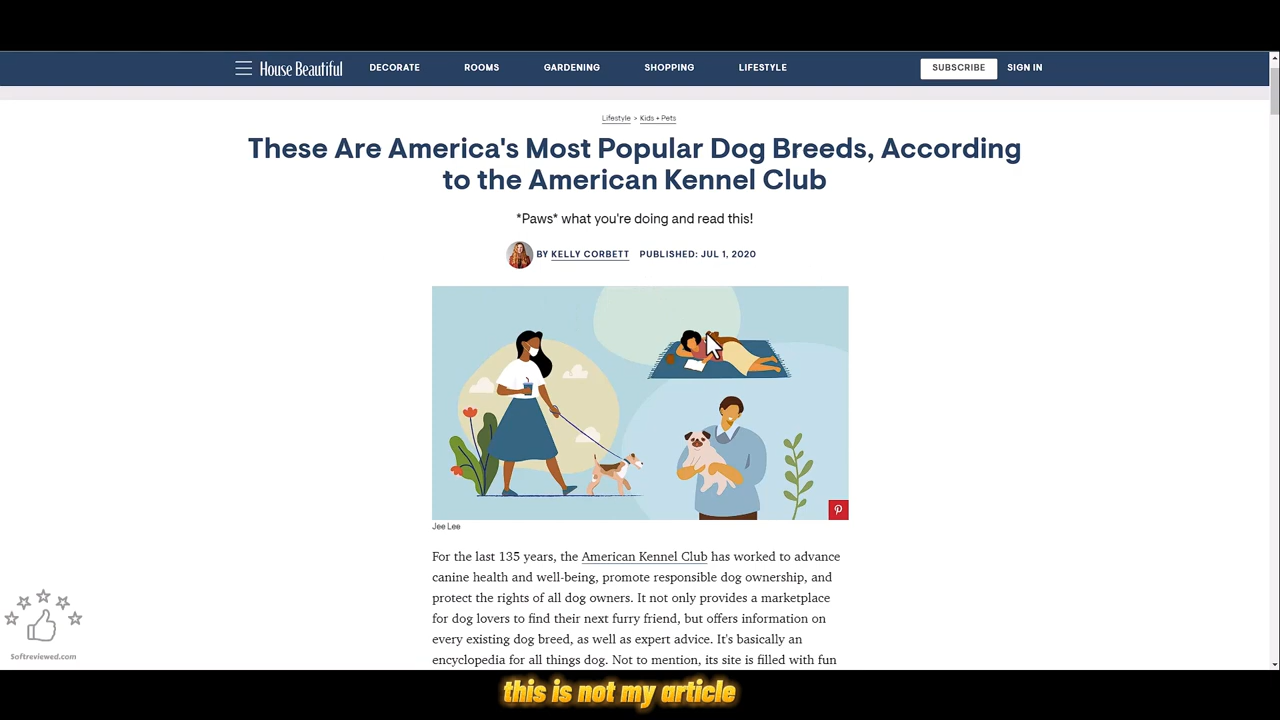 House Beautiful DECORATE ROOMS GARDENING SHOPPING LIFESTYLE SUBSCRIBE SIGN IN
Lifestyle > Kids + Pets
These Are America's Most Popular Dog Breeds, According
to the American Kennel Club
*Paws* what you're doing and read this!
BY KELLY CORBETT PUBLISHED: JUL 1, 2020
Jee Lee
For the last 135 years, the American Kennel Club has worked to advance
canine health and well-being, promote responsible dog ownership, and
protect the rights of all dog owners. It not only provides a marketplace
for dog lovers to find their next furry friend, but offers information on
every existing dog breed, as well as expert advice. It's basically an
encyclopedia for all things dog. Not to mention, its site is filled with fun
Softreviewed.com
this is not my article